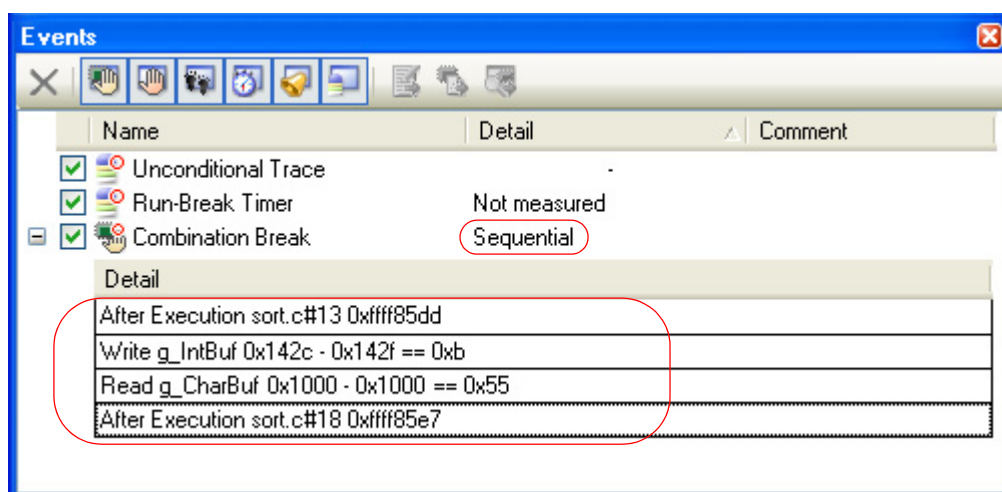 Events
Name Detail Comment
Unconditional Trace -
Run-Break Timer Not measured
Combination Break Sequential
Detail
After Execution sort.c#13 0xffff85dd
Write g_IntBuf 0x142c - 0x142f == 0xb
Read g_CharBuf 0x1000 - 0x1000 == 0x55
After Execution sort.c#18 0xffff85e7